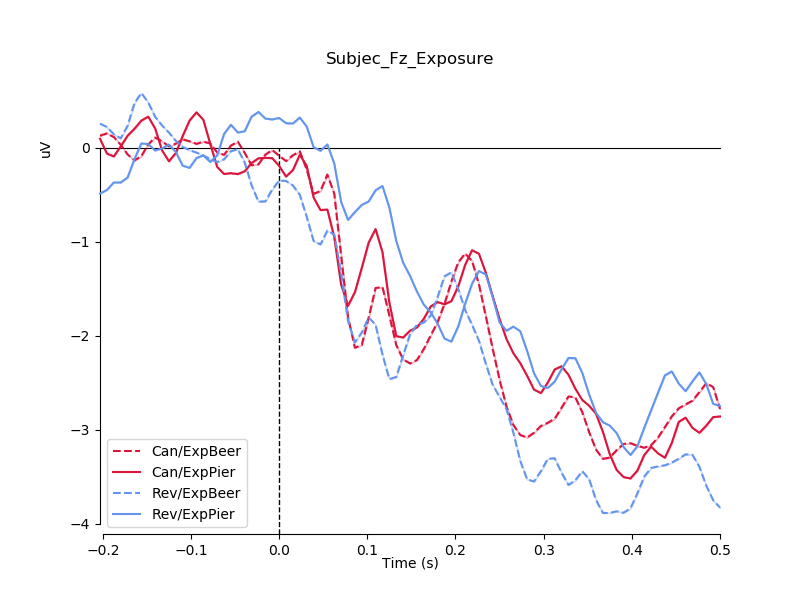 Subjec_Fz_Exposure
uV
0
−1
−2
−3
−4
Can/ExpBeer
Can/ExpPier
Rev/ExpBeer
Rev/ExpPier
−0.2 −0.1 0.0 0.1 0.2 0.3 0.4 0.5
Time (s)